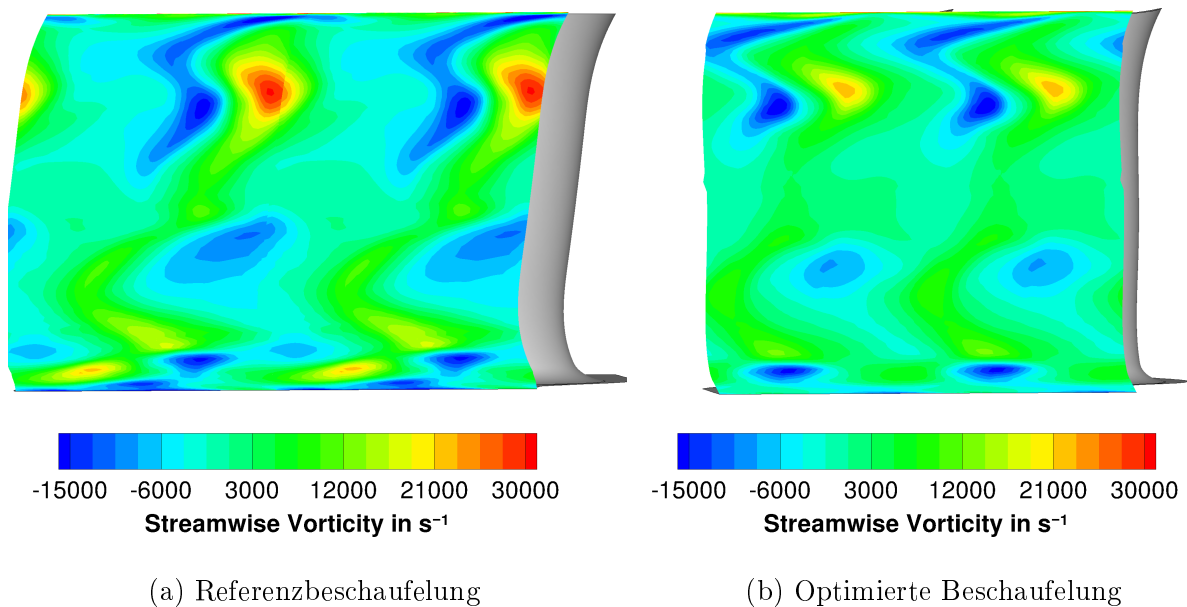 -15000 -6000 3000 12000 21000 30000
Streamwise Vorticity in s⁻¹
(a) Referenzbeschaufelung
-15000 -6000 3000 12000 21000 30000
Streamwise Vorticity in s⁻¹
(b) Optimierte Beschaufelung